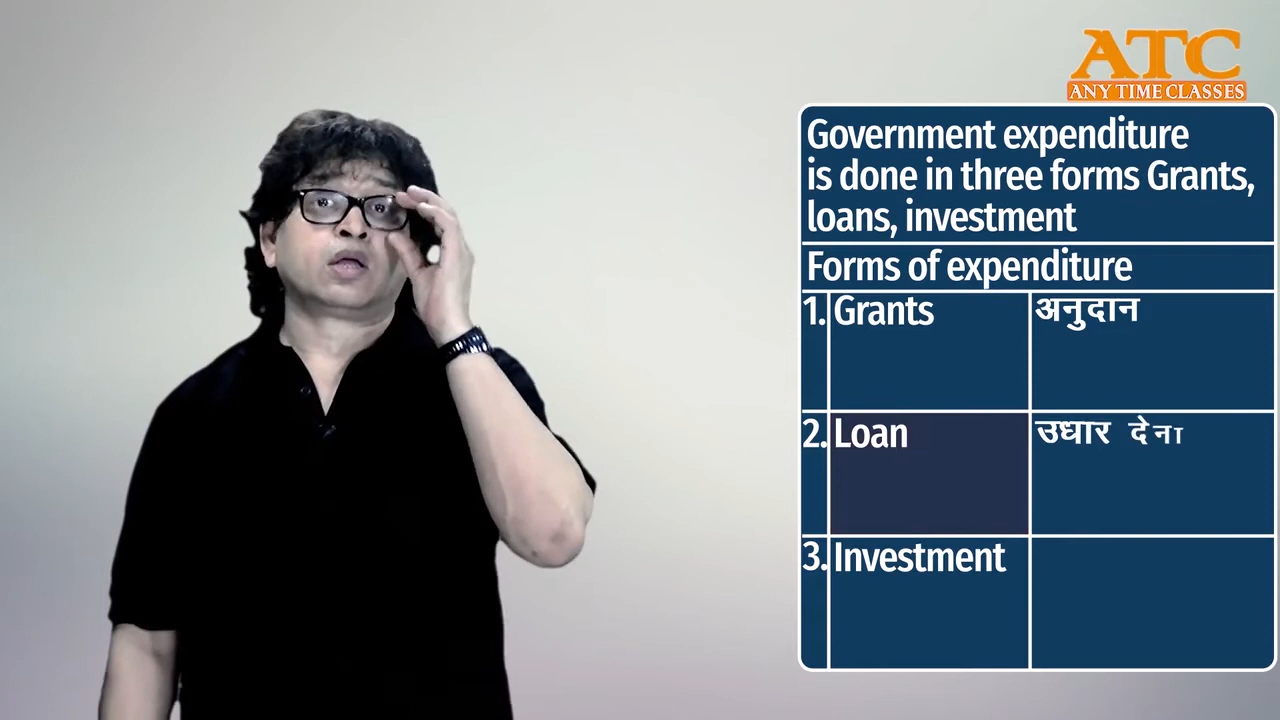 ATC
ANY TIME CLASSES
Government expenditure
is done in three forms Grants,
loans, investment
Forms of expenditure
1. Grants अनुदान
2. Loan उधार देना
3. Investment